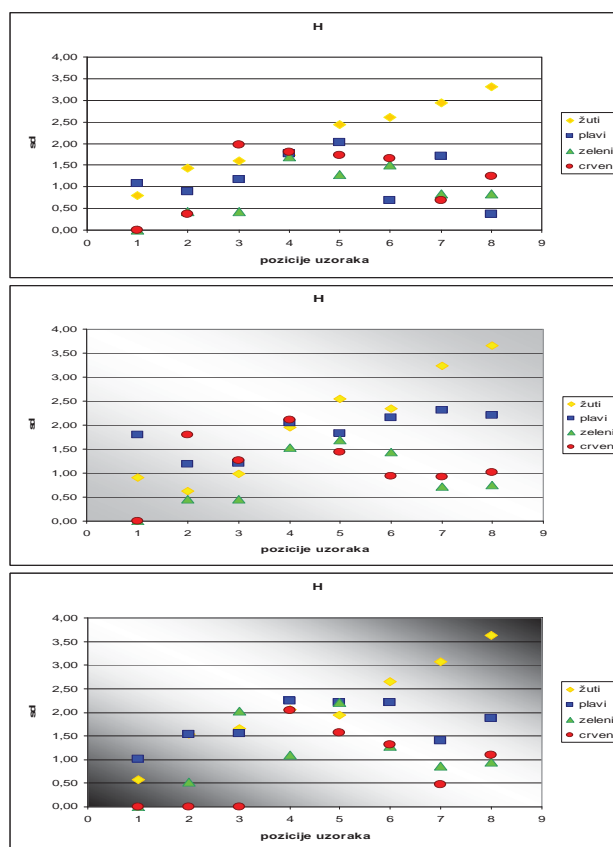 H
4,00
3,50
3,00
2,50
2,00
1,50
1,00
0,50
0,00
sd
0 1 2 3 4 5 6 7 8 9
pozicije uzoraka
žuti
plavi
zeleni
crveni
H
4,00
3,50
3,00
2,50
2,00
1,50
1,00
0,50
0,00
sd
0 1 2 3 4 5 6 7 8 9
pozicije uzoraka
žuti
plavi
zeleni
crveni
H
4,00
3,50
3,00
2,50
2,00
1,50
1,00
0,50
0,00
sd
0 1 2 3 4 5 6 7 8 9
pozicije uzoraka
žuti
plavi
zeleni
crveni